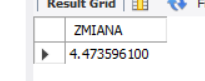 Result Grid
ZMIANA
4.473596100